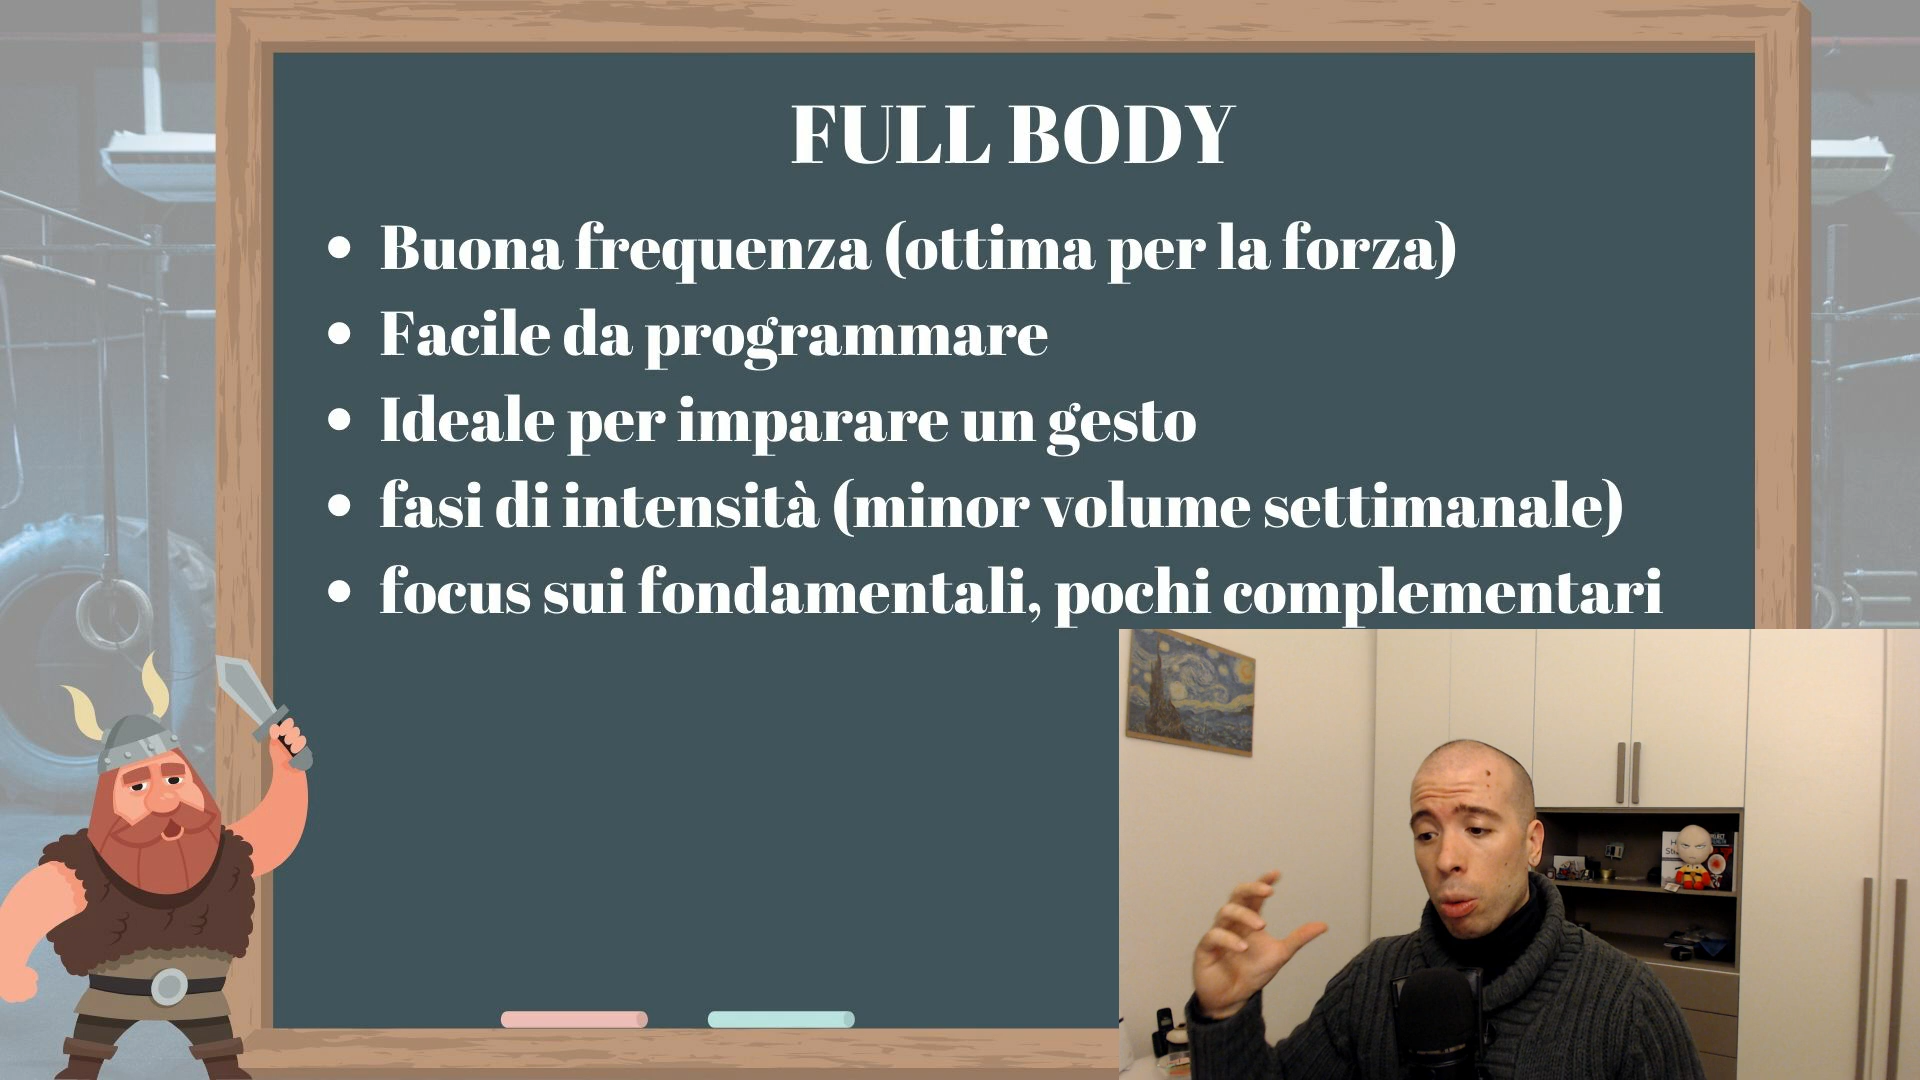 FULL BODY
Buona frequenza (ottima per la forza)
Facile da programmare
Ideale per imparare un gesto
fasi di intensità (minor volume settimanale)
focus sui fondamentali, pochi complementari